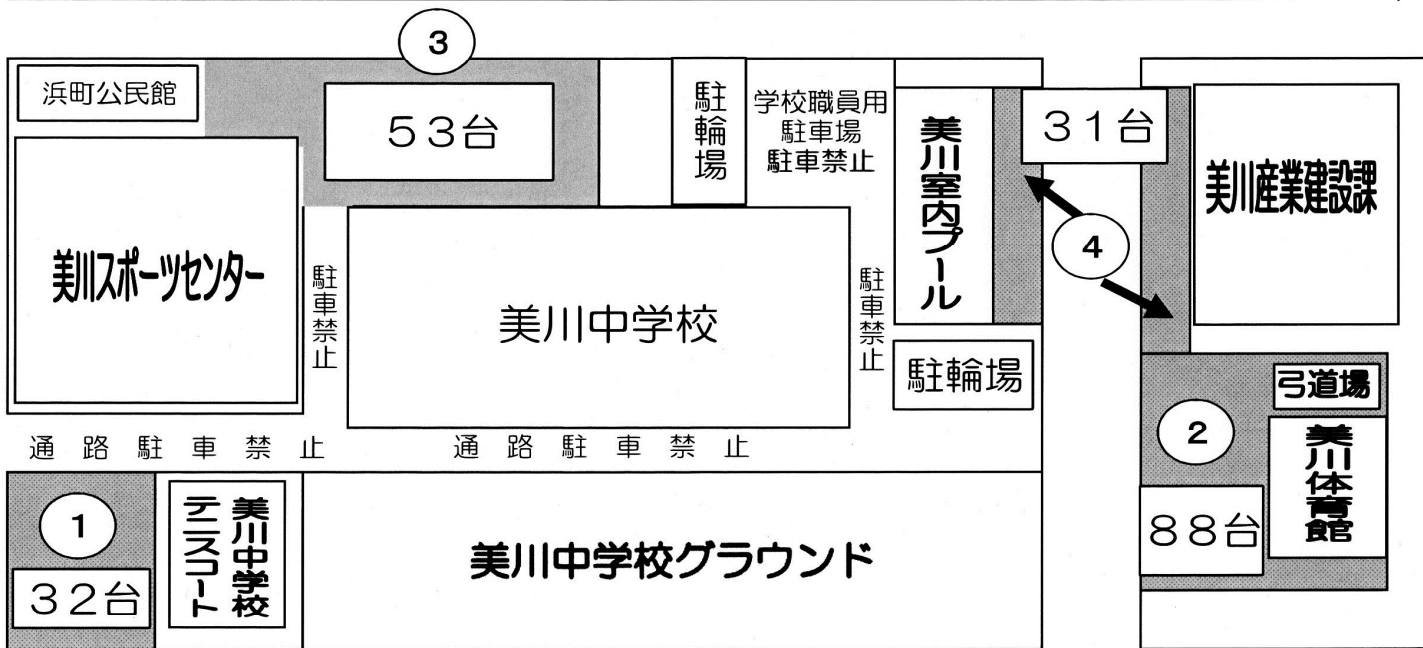 3
浜町公民館
53台
駐輪場
学校職員用
駐車場
駐車禁止
美川室内プール
31台
美川産業建設課
4
美川スポーツセンター
駐車禁止
美川中学校
駐車禁止
駐輪場
弓道場
2
美川体育館
88台
通路駐車禁止
通路駐車禁止
1
32台
美川中学校
テニスコート
美川中学校グラウンド